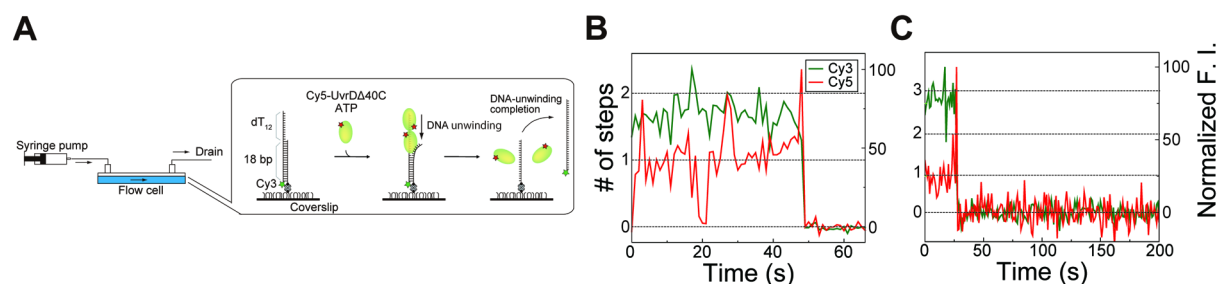 A
Syringe pump
Drain
Flow cell
dT12
18 bp
Cy3
Coverslip
Cy5-UvrDΔ40C
ATP
DNA unwinding
DNA-unwinding
completion
B
# of steps
2
1
0
Cy3
Cy5
100
50
0
0
20
40
60
Time (s)
C
3
2
1
0
100
75
50
25
0
50
100
150
200
Time (s)
Normalized F. I.